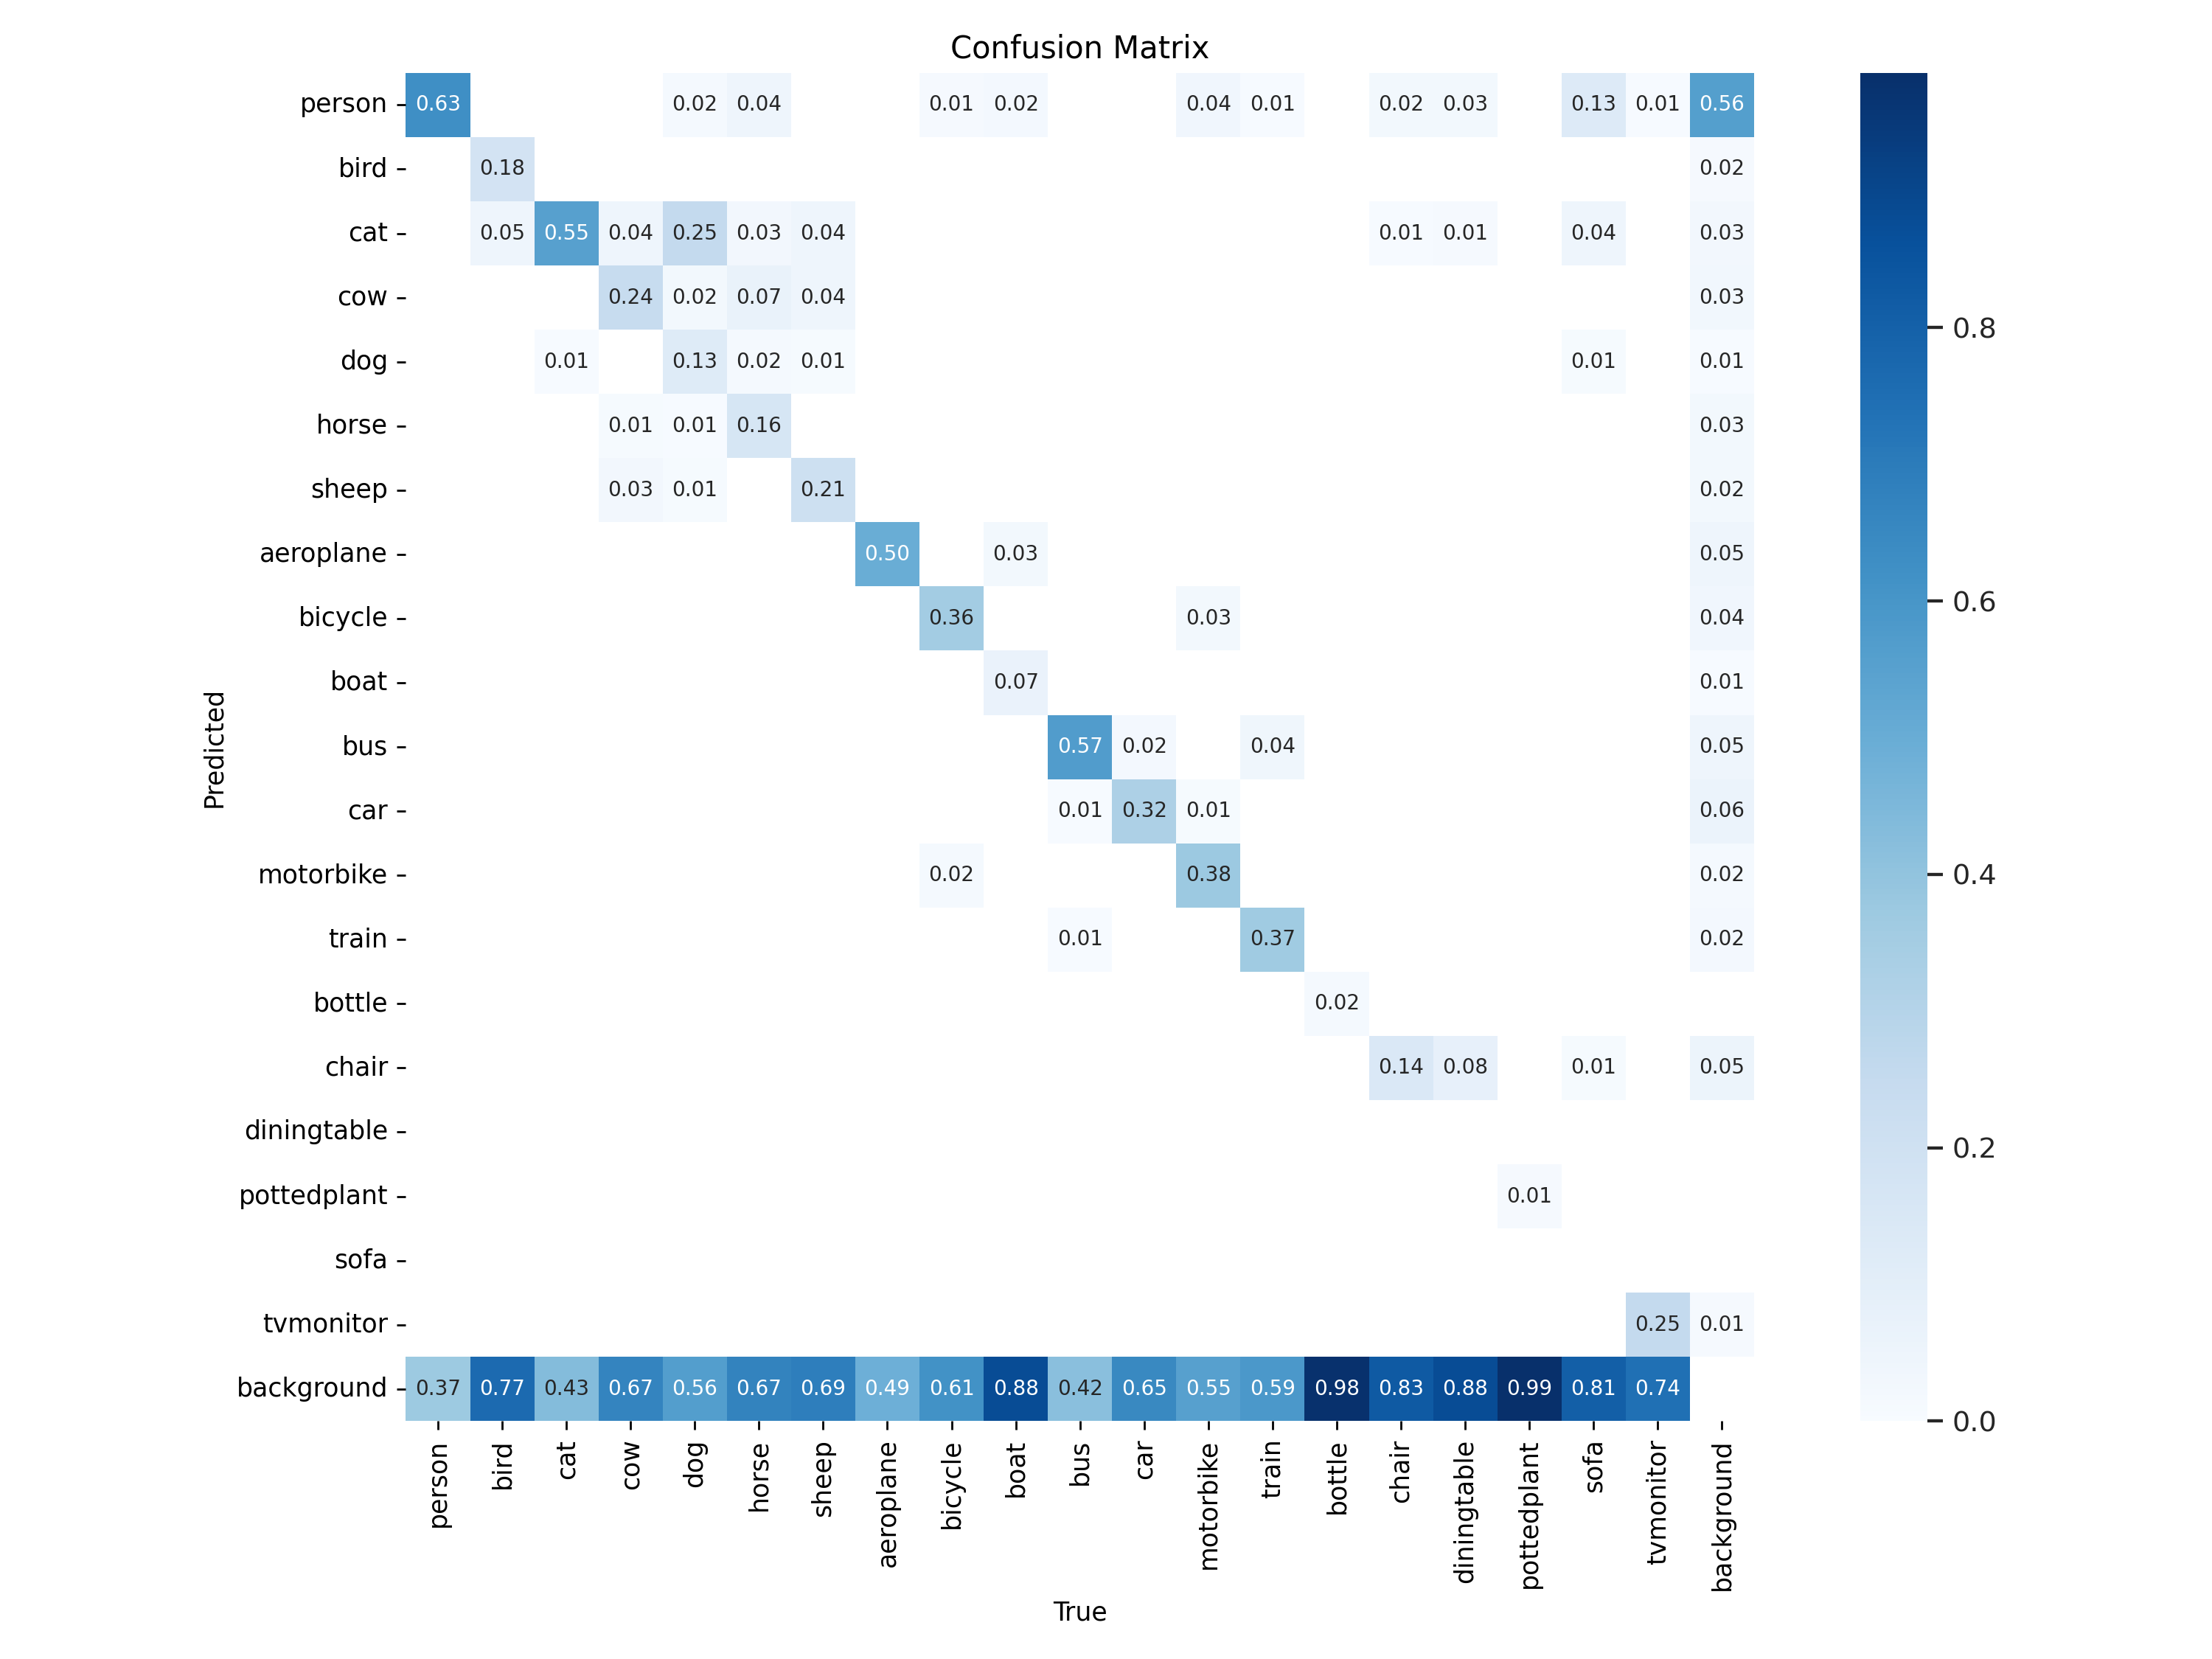 Confusion Matrix
person 0.63 0.02 0.04 0.01 0.02 0.04 0.01 0.02 0.03 0.13 0.01 0.56
bird 0.18 0.02
cat 0.05 0.55 0.04 0.25 0.03 0.04 0.01 0.01 0.04 0.03
cow 0.24 0.02 0.07 0.04 0.03
dog 0.01 0.13 0.02 0.01 0.01 0.01
horse 0.01 0.01 0.16 0.03
sheep 0.03 0.01 0.21 0.02
aeroplane 0.50 0.03 0.05
bicycle 0.36 0.03 0.04
boat 0.07 0.01
bus 0.57 0.02 0.04 0.05
car 0.01 0.32 0.01 0.06
motorbike 0.02 0.38 0.02
train 0.01 0.37 0.02
bottle 0.02
chair 0.14 0.08 0.01 0.05
diningtable
pottedplant 0.01
sofa
tvmonitor 0.25 0.01
background 0.37 0.77 0.43 0.67 0.56 0.67 0.69 0.49 0.61 0.88 0.42 0.65 0.55 0.59 0.98 0.83 0.88 0.99 0.81 0.74
person bird cat cow dog horse sheep aeroplane bicycle boat bus car motorbike train bottle chair diningtable pottedplant sofa tvmonitor background
True
Predicted
0.8
0.6
0.4
0.2
0.0